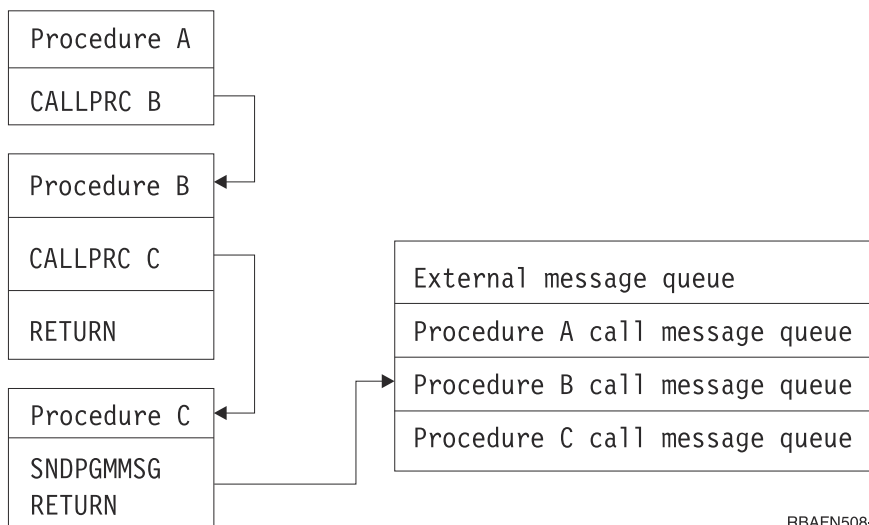 Procedure A
CALLPRC B
Procedure B
CALLPRC C
RETURN
Procedure C
SNDPGMMSG
RETURN
External message queue
Procedure A call message queue
Procedure B call message queue
Procedure C call message queue